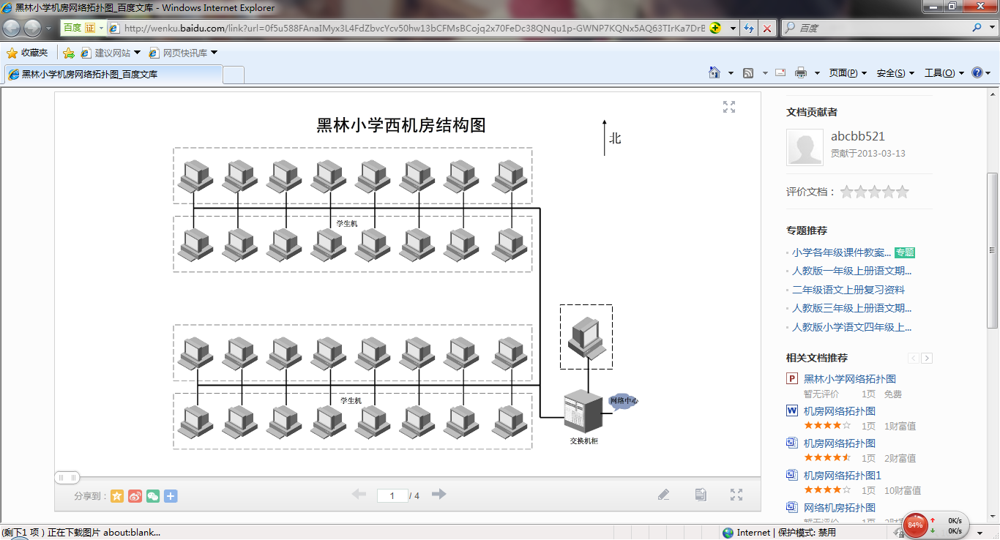 黑林小学机房网络拓扑图_百度文库 - Windows Internet Explorer
百度 证
http://wenku.baidu.com/link?url=0f5u588FAnaIMyx3L4FdZbvcYcv50hw13bCFMsBCojq2x70FeDc38QNqu1p-GWNP7KQNx5AQ63TIrKa7DrB
百度
收藏夹 建议网站 网页快讯库
黑林小学机房网络拓扑图_百度文库
页面(P) 安全(S) 工具(O)
黑林小学西机房结构图
北
学生机
学生机
网络中心
交换机柜
分享到：
1 / 4
文档贡献者
abcbb521
贡献于2013-03-13
评价文档：
专题推荐
小学各年级课件教案... 专题
人教版一年级上册语文期...
二年级语文上册复习资料
人教版三年级上册语文期...
人教版小学语文四年级上...
相关文档推荐
黑林小学网络拓扑图
暂无评价 1页 免费
机房网络拓扑图
1页 1财富值
机房网络拓扑图
1页 2财富值
机房网络拓扑图1
1页 10财富值
网络机房拓扑图
84%
0K/s
0K/s
(剩下1 项 ) 正在下载图片 about:blank...
Internet | 保护模式: 禁用